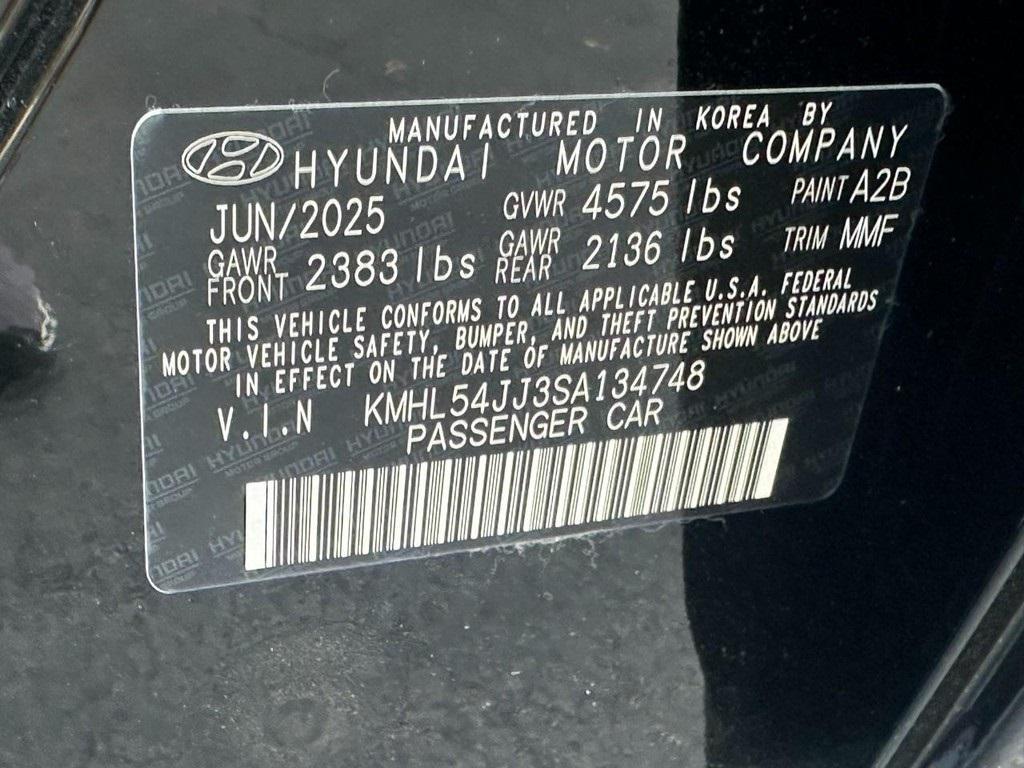 MANUFACTURED IN KOREA BY
HYUNDAI MOTOR COMPANY
JUN/2025 GVWR 4575 lbs PAINT A2B
GAWR FRONT 2383 lbs GAWR REAR 2136 lbs TRIM MMF
THIS VEHICLE CONFORMS TO ALL APPLICABLE U.S.A. FEDERAL
MOTOR VEHICLE SAFETY, BUMPER, AND THEFT PREVENTION STANDARDS
IN EFFECT ON THE DATE OF MANUFACTURE SHOWN ABOVE
V.I.N KMHL54JJ3SA134748
PASSENGER CAR